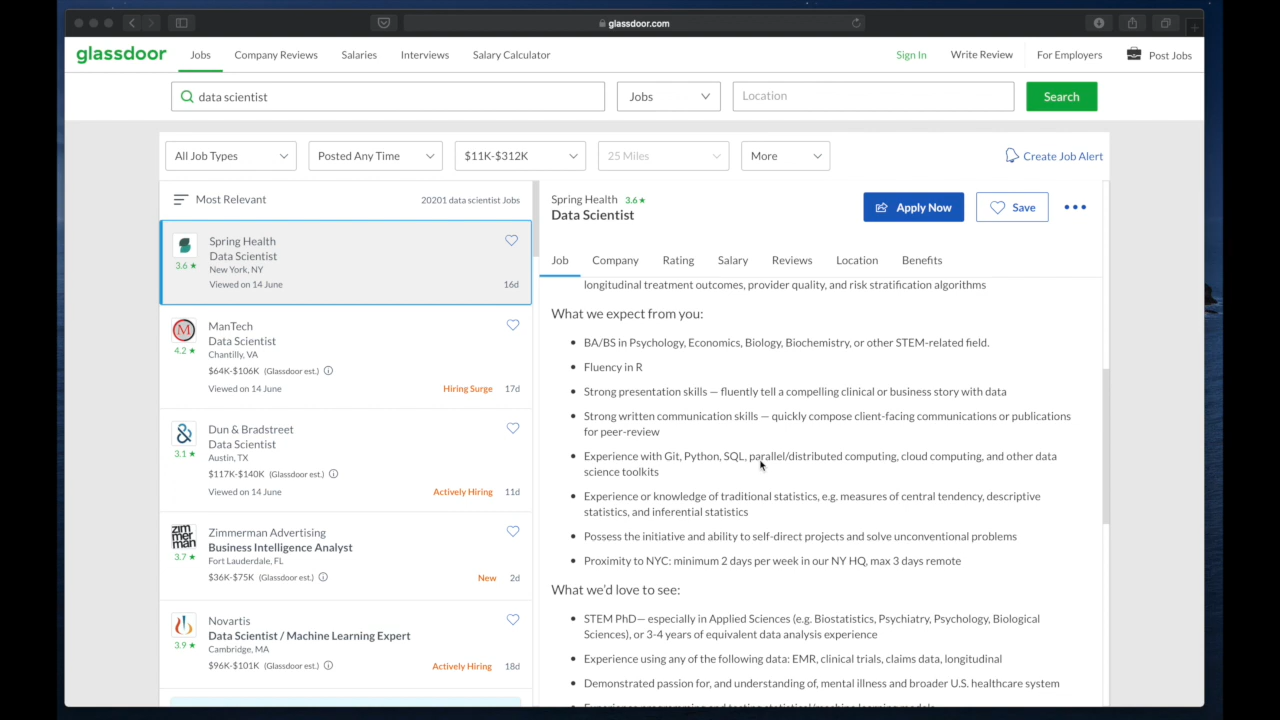 glassdoor.com
glassdoor
Jobs
Company Reviews
Salaries
Interviews
Salary Calculator
Sign In
Write Review
For Employers
Post Jobs
data scientist
Jobs
Location
Search
All Job Types
Posted Any Time
$11K-$312K
25 Miles
More
Create Job Alert
Most Relevant
20201 data scientist Jobs
Spring Health
Data Scientist
New York, NY
3.6 ★
Viewed on 14 June
16d
M
ManTech
Data Scientist
4.2 ★
Chantilly, VA
$64K-$106K (Glassdoor est.)
Viewed on 14 June
Hiring Surge
17d
Dun & Bradstreet
Data Scientist
3.1 ★
Austin, TX
$117K-$140K (Glassdoor est.)
Viewed on 14 June
Actively Hiring
11d
zim
mer
man
Zimmerman Advertising
Business Intelligence Analyst
3.7 ★
Fort Lauderdale, FL
$36K-$75K (Glassdoor est.)
New
2d
Novartis
Data Scientist / Machine Learning Expert
3.9 ★
Cambridge, MA
$96K-$101K (Glassdoor est.)
Actively Hiring
18d
Spring Health 3.6 ★
Data Scientist
Apply Now
Save
Job
Company
Rating
Salary
Reviews
Location
Benefits
longitudinal treatment outcomes, provider quality, and risk stratification algorithms
What we expect from you:
BA/BS in Psychology, Economics, Biology, Biochemistry, or other STEM-related field.
Fluency in R
Strong presentation skills — fluently tell a compelling clinical or business story with data
Strong written communication skills — quickly compose client-facing communications or publications
for peer-review
Experience with Git, Python, SQL, parallel/distributed computing, cloud computing, and other data
science toolkits
Experience or knowledge of traditional statistics, e.g. measures of central tendency, descriptive
statistics, and inferential statistics
Possess the initiative and ability to self-direct projects and solve unconventional problems
Proximity to NYC: minimum 2 days per week in our NY HQ, max 3 days remote
What we'd love to see:
STEM PhD— especially in Applied Sciences (e.g. Biostatistics, Psychiatry, Psychology, Biological
Sciences), or 3-4 years of equivalent data analysis experience
Experience using any of the following data: EMR, clinical trials, claims data, longitudinal
Demonstrated passion for, and understanding of, mental illness and broader U.S. healthcare system